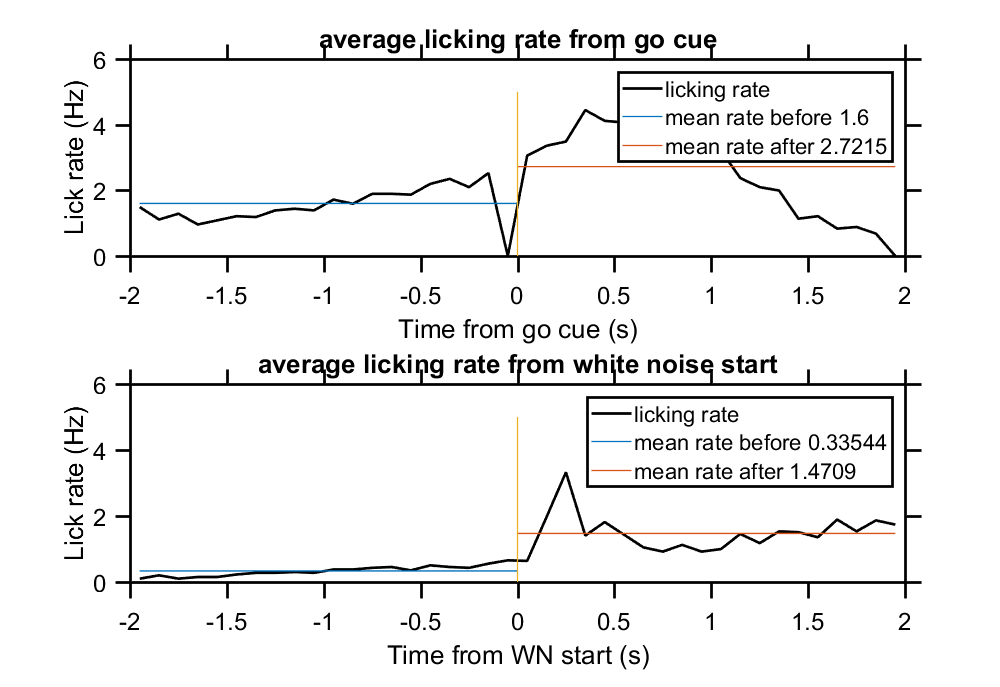 average licking rate from go cue
6
4
2
0
Lick rate (Hz)
licking rate
mean rate before 1.6
mean rate after 2.7215
-2 -1.5 -1 -0.5 0 0.5 1 1.5 2
Time from go cue (s)
average licking rate from white noise start
6
4
2
0
Lick rate (Hz)
licking rate
mean rate before 0.33544
mean rate after 1.4709
-2 -1.5 -1 -0.5 0 0.5 1 1.5 2
Time from WN start (s)